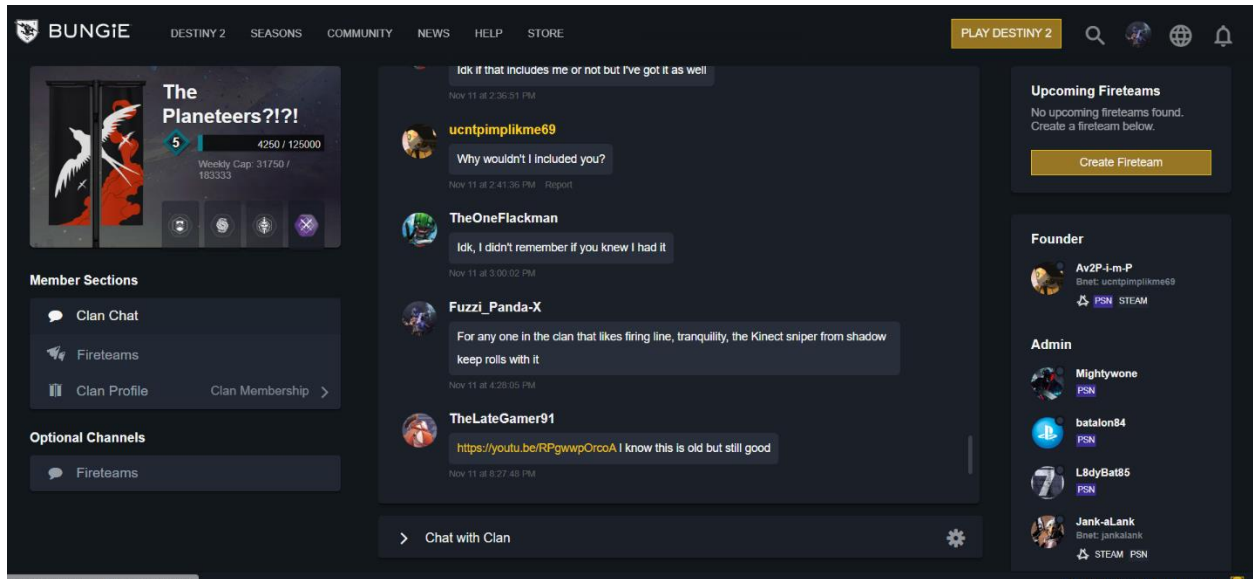 BUNGiE
DESTINY 2 SEASONS COMMUNITY NEWS HELP STORE
PLAY DESTINY 2
The
Planeteers?!?!
5
4250 / 125000
Weekly Cap: 31750 /
183333
Member Sections
Clan Chat
Fireteams
Clan Profile Clan Membership
Optional Channels
Fireteams
Idk if that includes me or not but I've got it as well
Nov 11 at 2:36:51 PM
ucntpimplikme69
Why wouldn't I included you?
Nov 11 at 2:41:36 PM Report
TheOneFlackman
Idk, I didn't remember if you knew I had it
Nov 11 at 3:00:02 PM
Fuzzi_Panda-X
For any one in the clan that likes firing line, tranquility, the Kinect sniper from shadow
keep rolls with it
Nov 11 at 4:28:05 PM
TheLateGamer91
https://youtu.be/RPgwwpOrcoA I know this is old but still good
Nov 11 at 8:27:48 PM
Chat with Clan
Upcoming Fireteams
No upcoming fireteams found.
Create a fireteam below.
Create Fireteam
Founder
Av2P-i-m-P
Bnet: ucntpimplikme69
PSN STEAM
Admin
Mightywone
PSN
batalon84
PSN
L8dyBat85
PSN
Jank-aLank
Bnet: jankalank
STEAM PSN